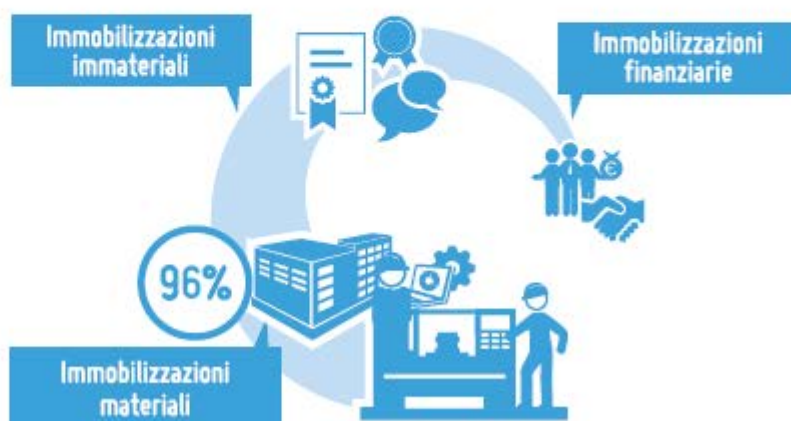 Immobilizzazioni
immateriali
Immobilizzazioni
finanziarie
€
96%
Immobilizzazioni
materiali